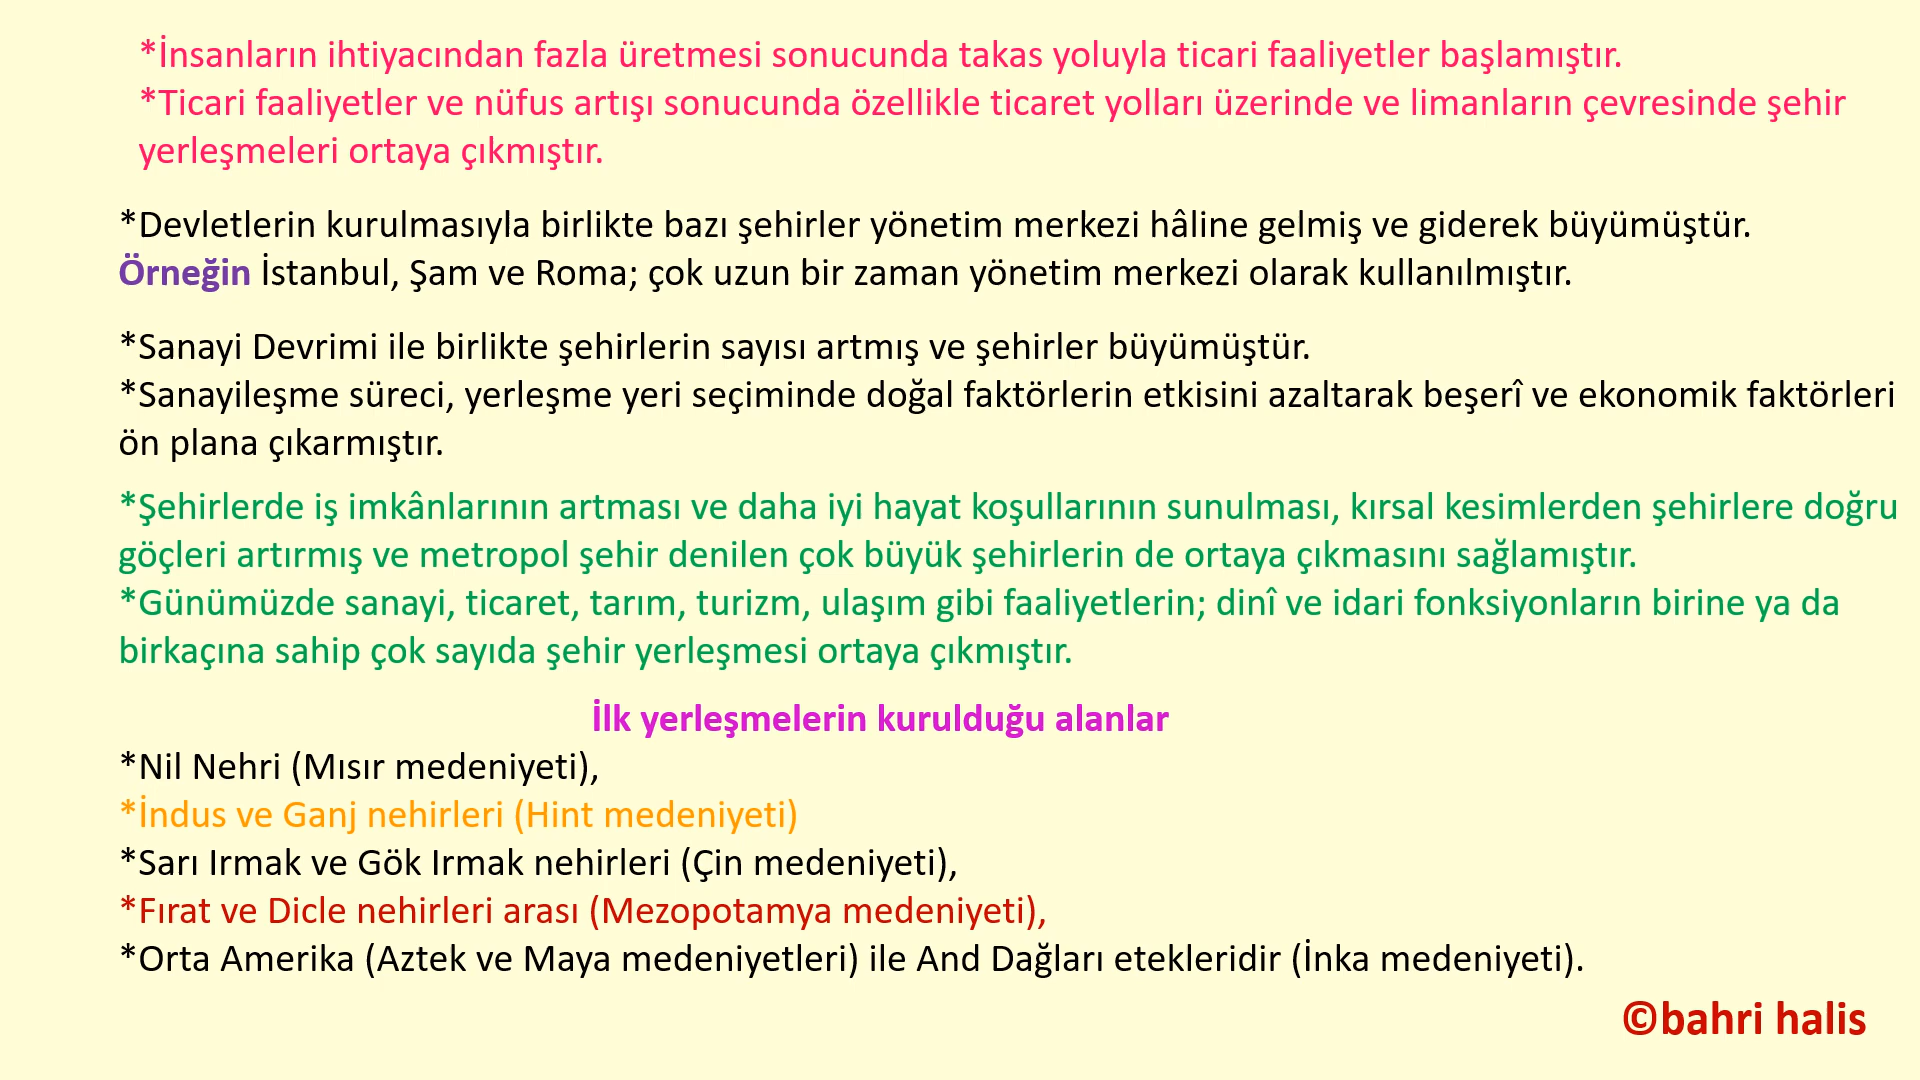 *İnsanların ihtiyacından fazla üretmesi sonucunda takas yoluyla ticari faaliyetler başlamıştır.
*Ticari faaliyetler ve nüfus artışı sonucunda özellikle ticaret yolları üzerinde ve limanların çevresinde şehir
yerleşmeleri ortaya çıkmıştır.
*Devletlerin kurulmasıyla birlikte bazı şehirler yönetim merkezi hâline gelmiş ve giderek büyümüştür.
Örneğin İstanbul, Şam ve Roma; çok uzun bir zaman yönetim merkezi olarak kullanılmıştır.
*Sanayi Devrimi ile birlikte şehirlerin sayısı artmış ve şehirler büyümüştür.
*Sanayileşme süreci, yerleşme yeri seçiminde doğal faktörlerin etkisini azaltarak beşerî ve ekonomik faktörleri
ön plana çıkarmıştır.
*Şehirlerde iş imkânlarının artması ve daha iyi hayat koşullarının sunulması, kırsal kesimlerden şehirlere doğru
göçleri artırmış ve metropol şehir denilen çok büyük şehirlerin de ortaya çıkmasını sağlamıştır.
*Günümüzde sanayi, ticaret, tarım, turizm, ulaşım gibi faaliyetlerin; dinî ve idari fonksiyonların birine ya da
birkaçına sahip çok sayıda şehir yerleşmesi ortaya çıkmıştır.
İlk yerleşmelerin kurulduğu alanlar
*Nil Nehri (Mısır medeniyeti),
*İndus ve Ganj nehirleri (Hint medeniyeti)
*Sarı Irmak ve Gök Irmak nehirleri (Çin medeniyeti),
*Fırat ve Dicle nehirleri arası (Mezopotamya medeniyeti),
*Orta Amerika (Aztek ve Maya medeniyetleri) ile And Dağları etekleridir (İnka medeniyeti).
©bahri halis